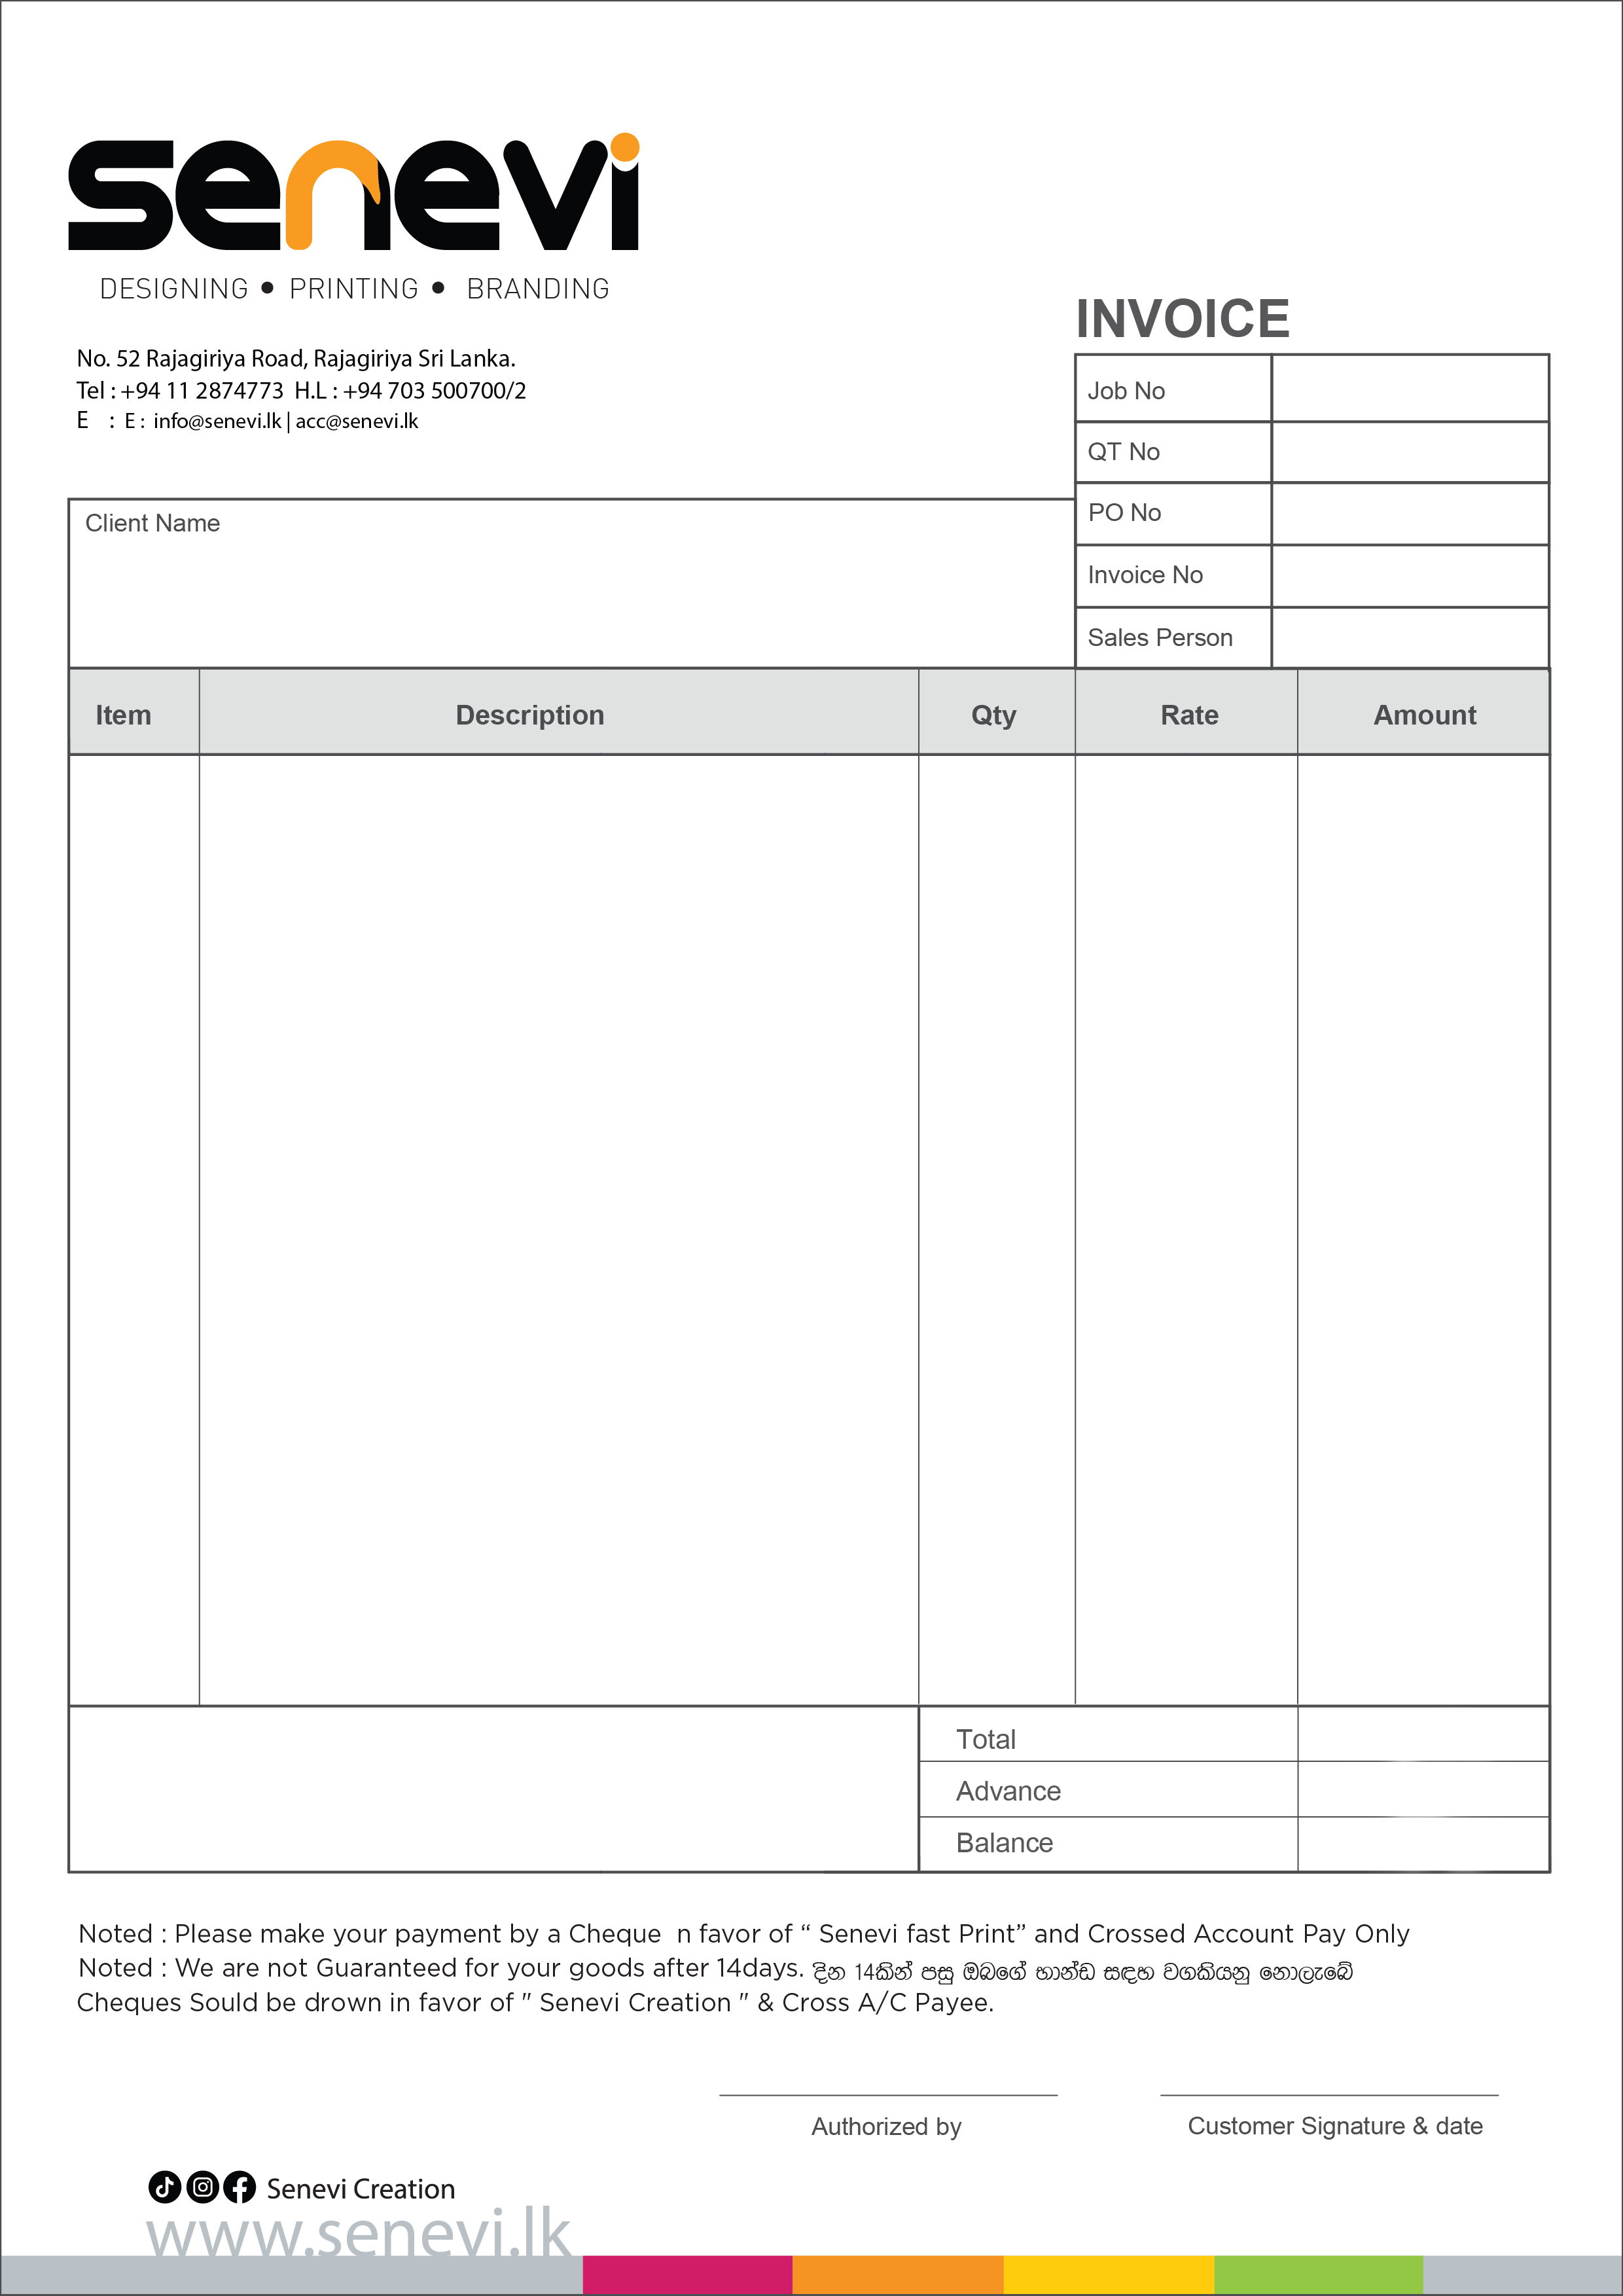 senevi
DESIGNING • PRINTING • BRANDING
INVOICE
No. 52 Rajagiriya Road, Rajagiriya Sri Lanka.
Tel : +94 11 2874773 H.L : +94 703 500700/2
E : E : info@senevi.lk | acc@senevi.lk
Job No
QT No
PO No
Invoice No
Sales Person
Client Name
Item Description Qty Rate Amount
Total
Advance
Balance
Noted : Please make your payment by a Cheque n favor of “ Senevi fast Print” and Crossed Account Pay Only
Noted : We are not Guaranteed for your goods after 14days. දින 14කින් පසු ඔබගේ භාන්ඩ සඳහ වගකියනු නොලැබේ
Cheques Sould be drown in favor of " Senevi Creation " & Cross A/C Payee.
Authorized by
Customer Signature & date
Senevi Creation
www.senevi.lk